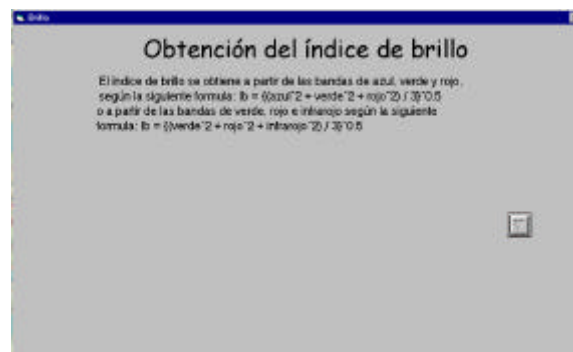 Brillo
Obtención del índice de brillo
El índice de brillo se obtiene a partir de las bandas de azul, verde y rojo,
según la siguiente formula: Ib = ((azul^2 + verde^2 + rojo^2) / 3)^0.5
o a partir de las bandas de verde, rojo e infrarojo según la siguiente
formula: Ib = ((verde^2 + rojo^2 + infrarojo^2) / 3)^0.5